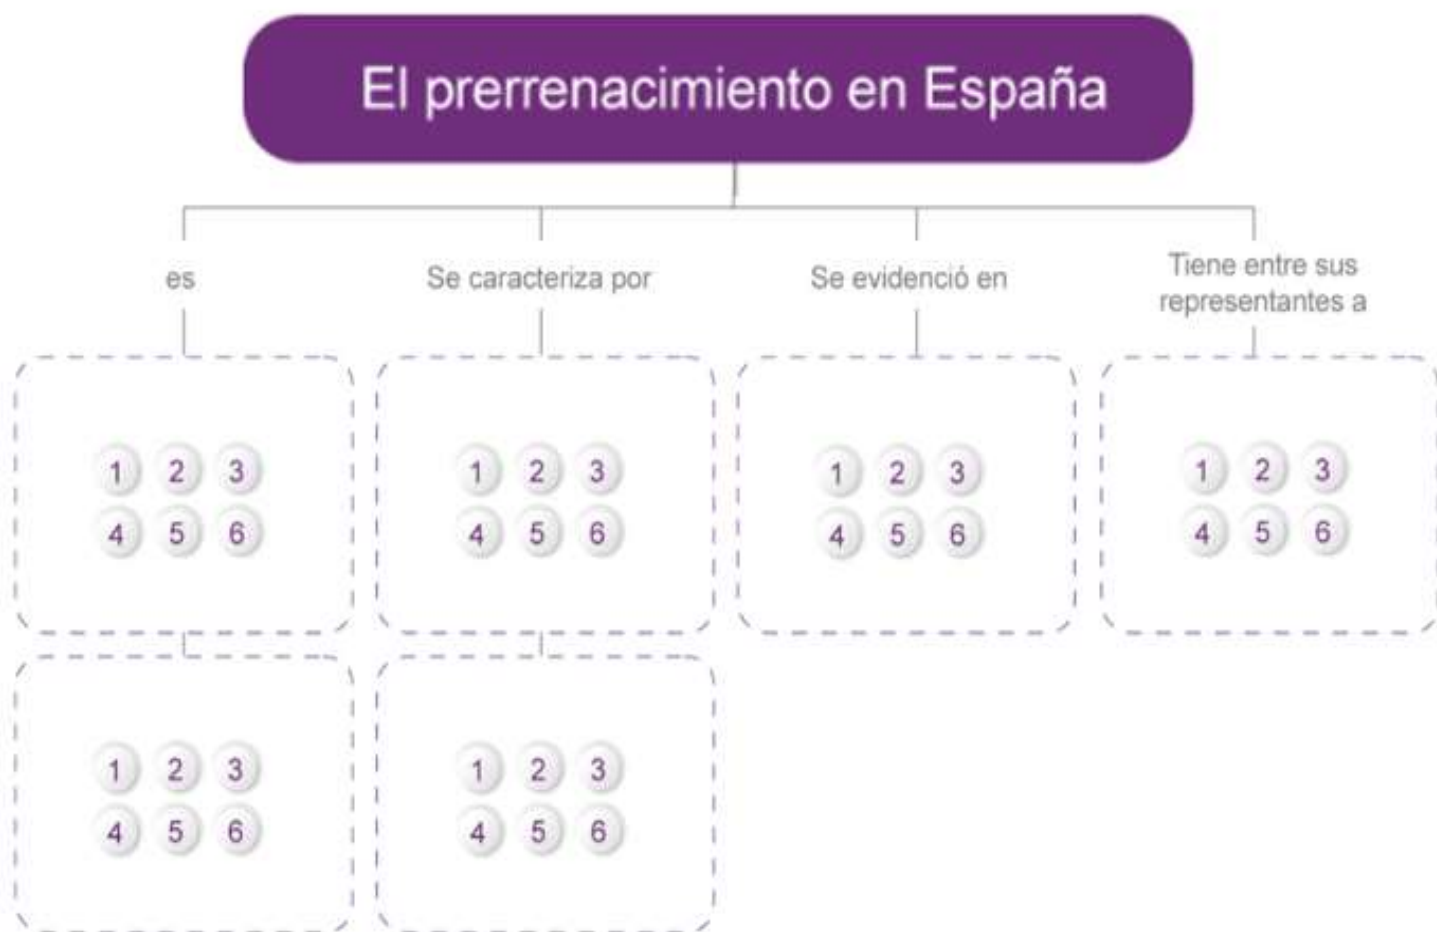 El prerrenacimiento en España
es
Se caracteriza por
Se evidenció en
Tiene entre sus
representantes a
1 2 3
4 5 6
1 2 3
4 5 6
1 2 3
4 5 6
1 2 3
4 5 6
1 2 3
4 5 6
1 2 3
4 5 6